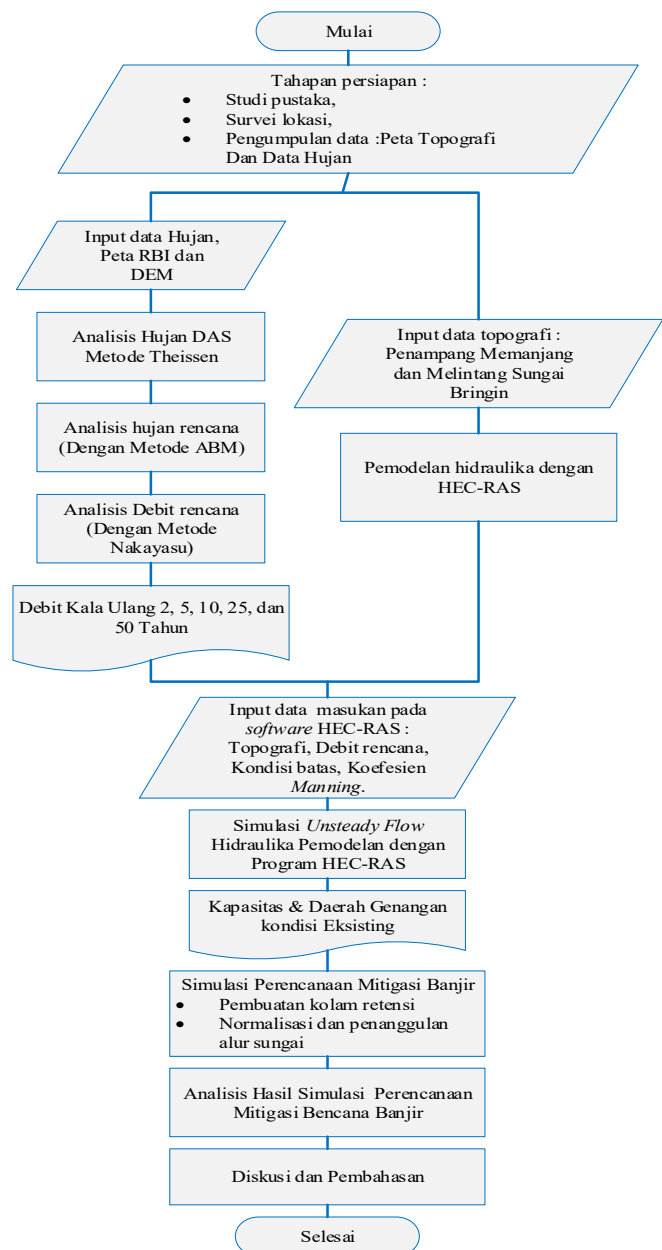 Mulai
Tahapan persiapan :
• Studi pustaka,
• Survei lokasi,
• Pengumpulan data :Peta Topografi
Dan Data Hujan
Input data Hujan,
Peta RBI dan
DEM
Analisis Hujan DAS
Metode Theissen
Analisis hujan rencana
(Dengan Metode ABM)
Analisis Debit rencana
(Dengan Metode
Nakayasu)
Debit Kala Ulang 2, 5, 10, 25, dan
50 Tahun
Input data topografi :
Penampang Memanjang
dan Melintang Sungai
Bringin
Pemodelan hidraulika dengan
HEC-RAS
Input data masukan pada
software HEC-RAS :
Topografi, Debit rencana,
Kondisi batas, Koefesien
Manning.
Simulasi Unsteady Flow
Hidraulika Pemodelan dengan
Program HEC-RAS
Kapasitas & Daerah Genangan
kondisi Eksisting
Simulasi Perencanaan Mitigasi Banjir
• Pembuatan kolam retensi
• Normalisasi dan penanggulan
alur sungai
Analisis Hasil Simulasi Perencanaan
Mitigasi Bencana Banjir
Diskusi dan Pembahasan
Selesai